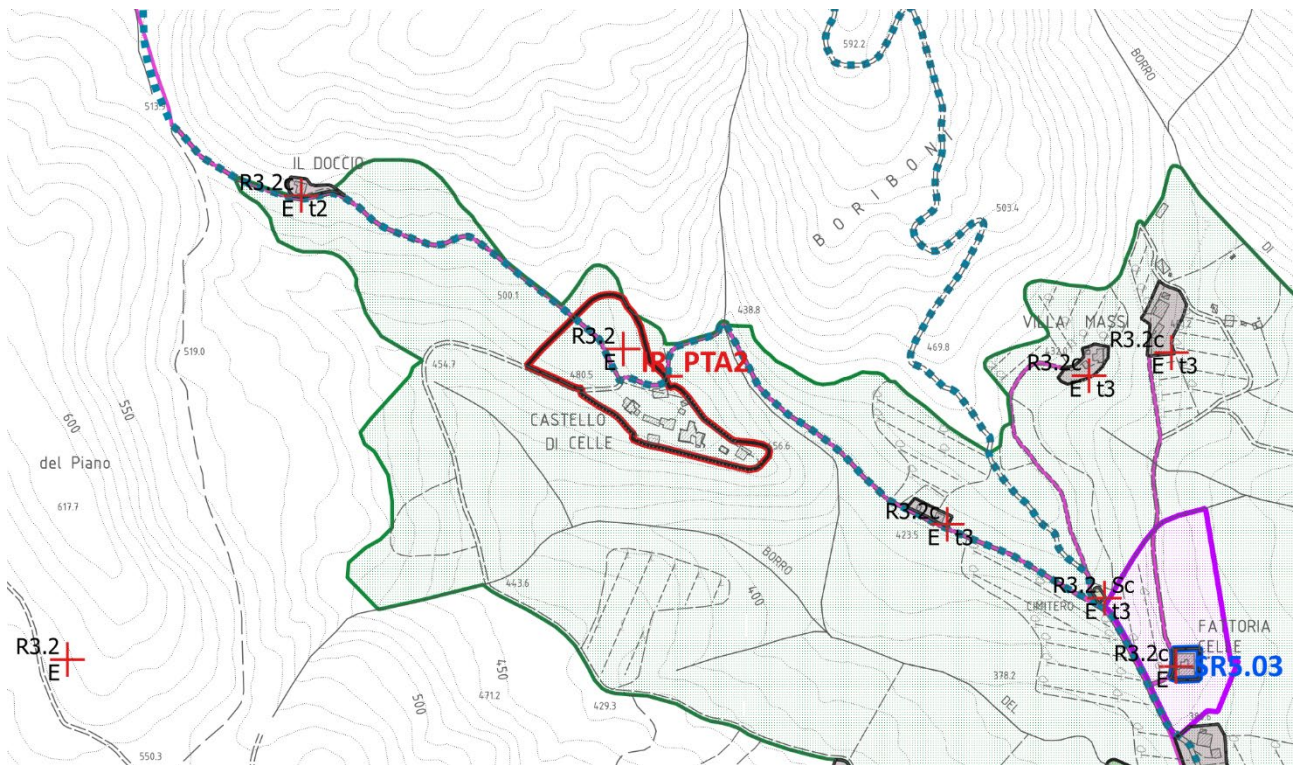 592.2
BORRO
513.5
IL DOCCIO
R3.2c
E t2
BORIBONI
503.4
DI
500.1
438.8
519.0
R3.2
E
IR_PTA2
469.8
VILLA MASSI
R3.2c
R3.2c
E t3
E t3
454.7
480.5
CASTELLO
DI CELLE
456.6
600
550
del Piano
617.7
R3.2c
E t3
423.5
BORRO
400
443.6
R3.2 Sc
CIMITERO
E t3
FATTORIA
CELLE
R3.2
E
R3.2c
E
SR5.03
450
471.2
500
429.3
378.2
DEL
550.3